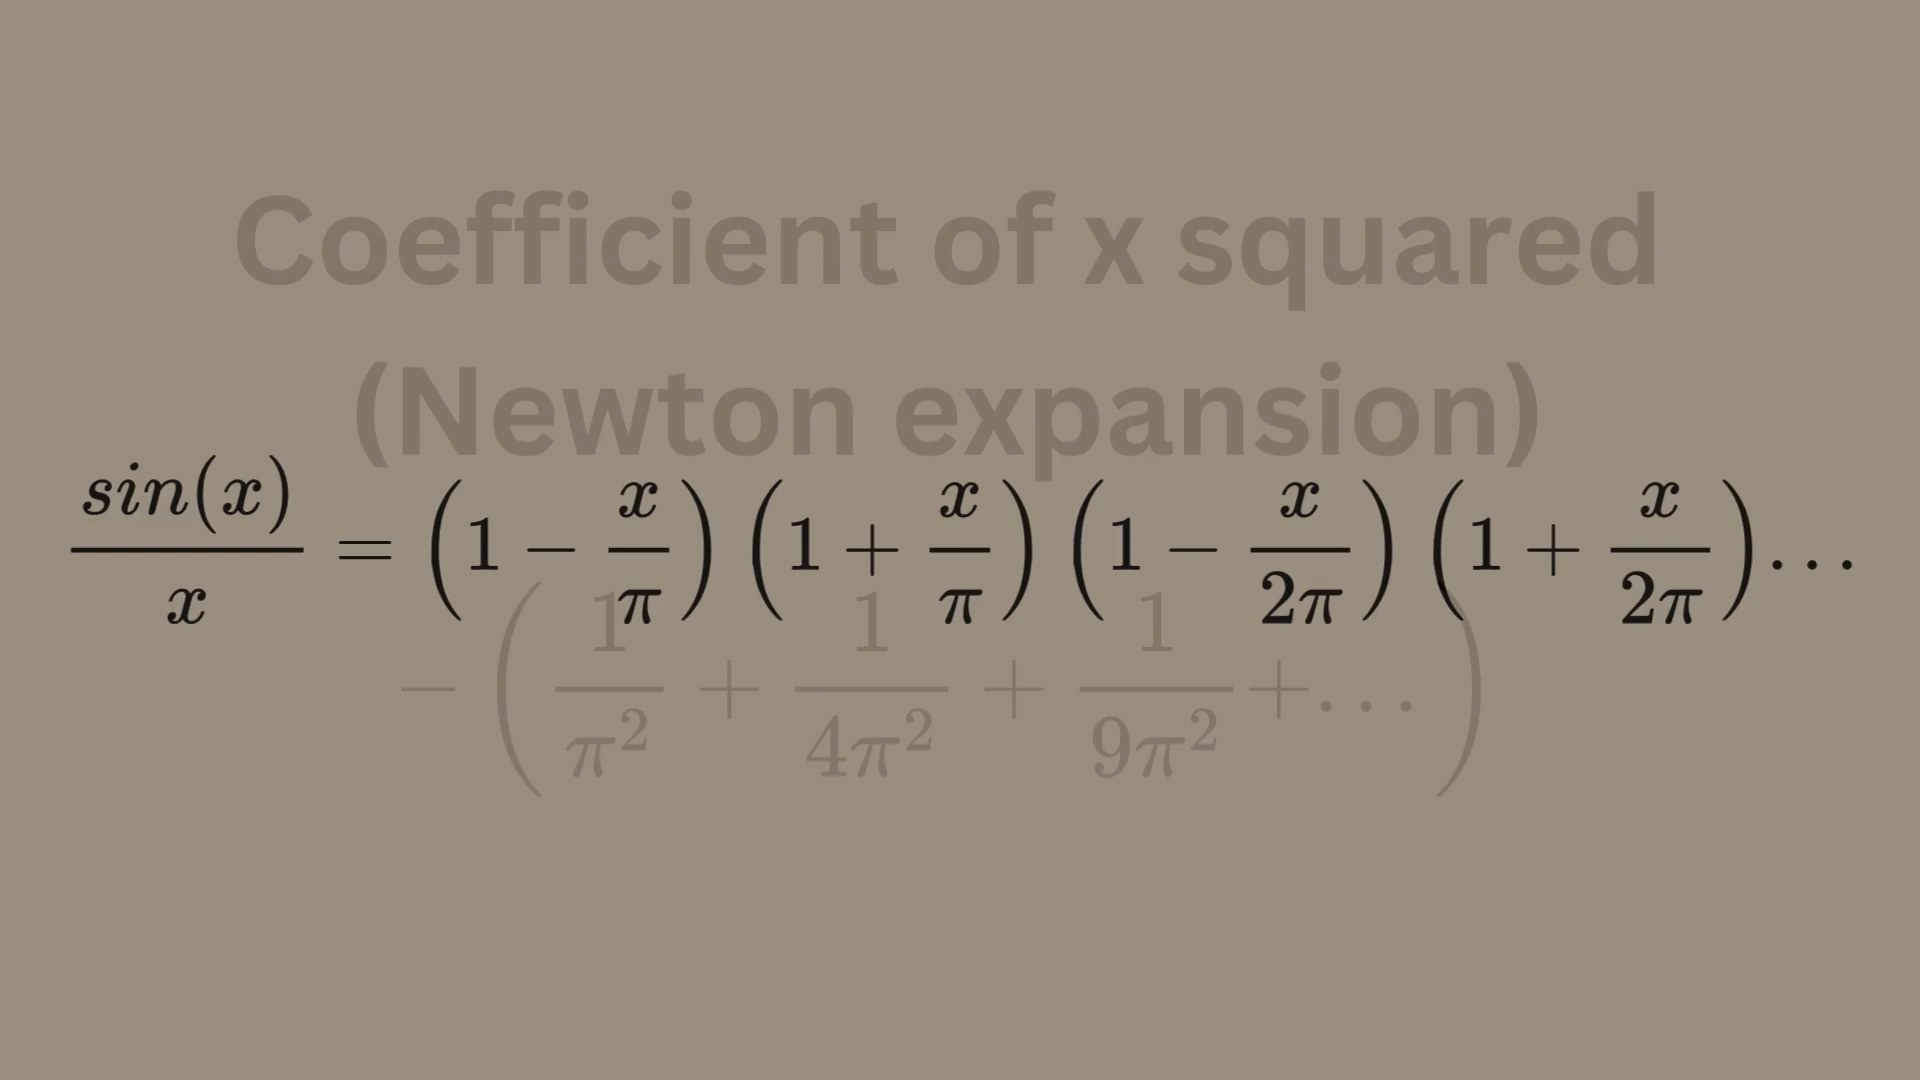 Coefficient of x squared
(Newton expansion)
sin(x)/x = (1 − x/π) (1 + x/π) (1 − x/2π) (1 + x/2π) ...
− (1/π² + 1/4π² + 1/9π² + ...)